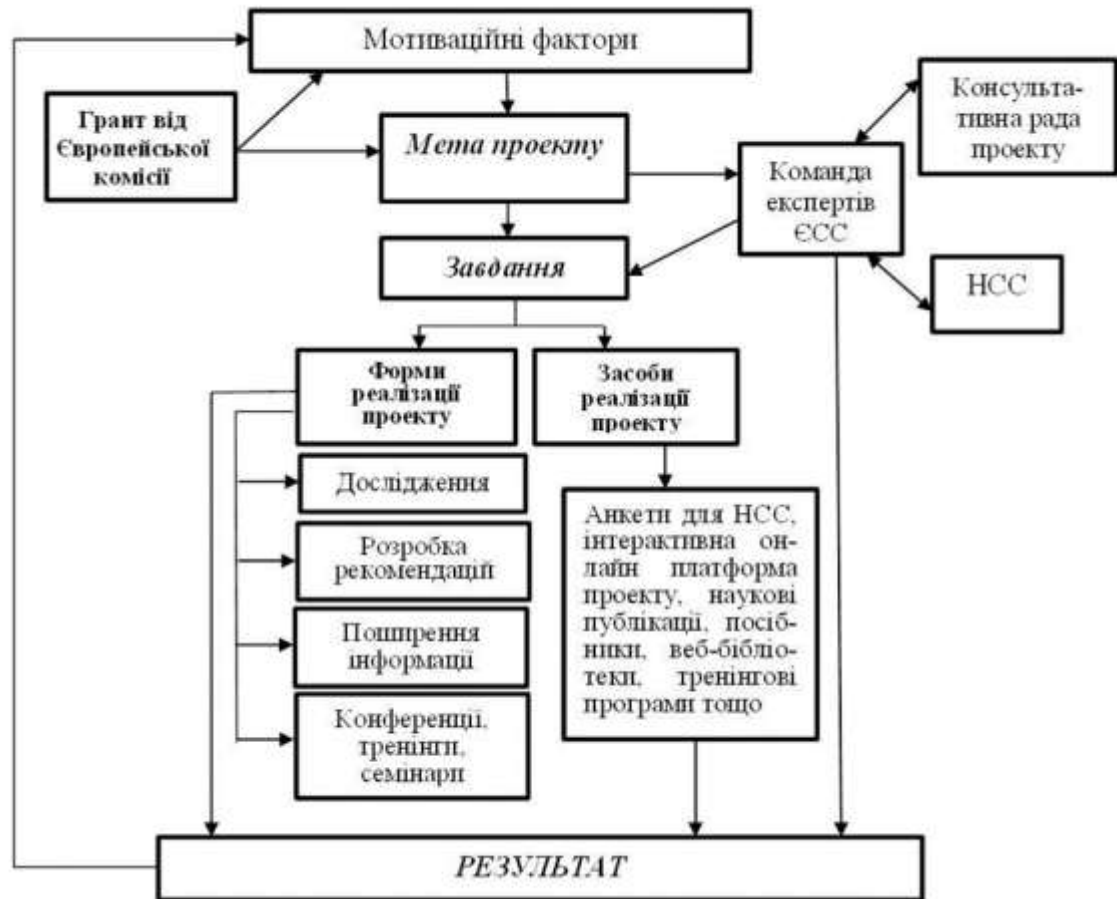 Мотиваційні фактори
Грант від
Європейської
комісії
Мета проекту
Консульта-
тивна рада
проекту
Команда
експертів
ЄСС
Завдання
НСС
Форми
реалізації
проекту
Засоби
реалізації
проекту
Дослідження
Розробка
рекомендацій
Поширення
інформації
Конференції,
тренінги,
семінари
Анкети для НСС,
інтерактивна он-
лайн платформа
проекту, наукові
публікації, посіб-
ники, веб-бібліо-
теки, тренінгові
програми тощо
РЕЗУЛЬТАТ